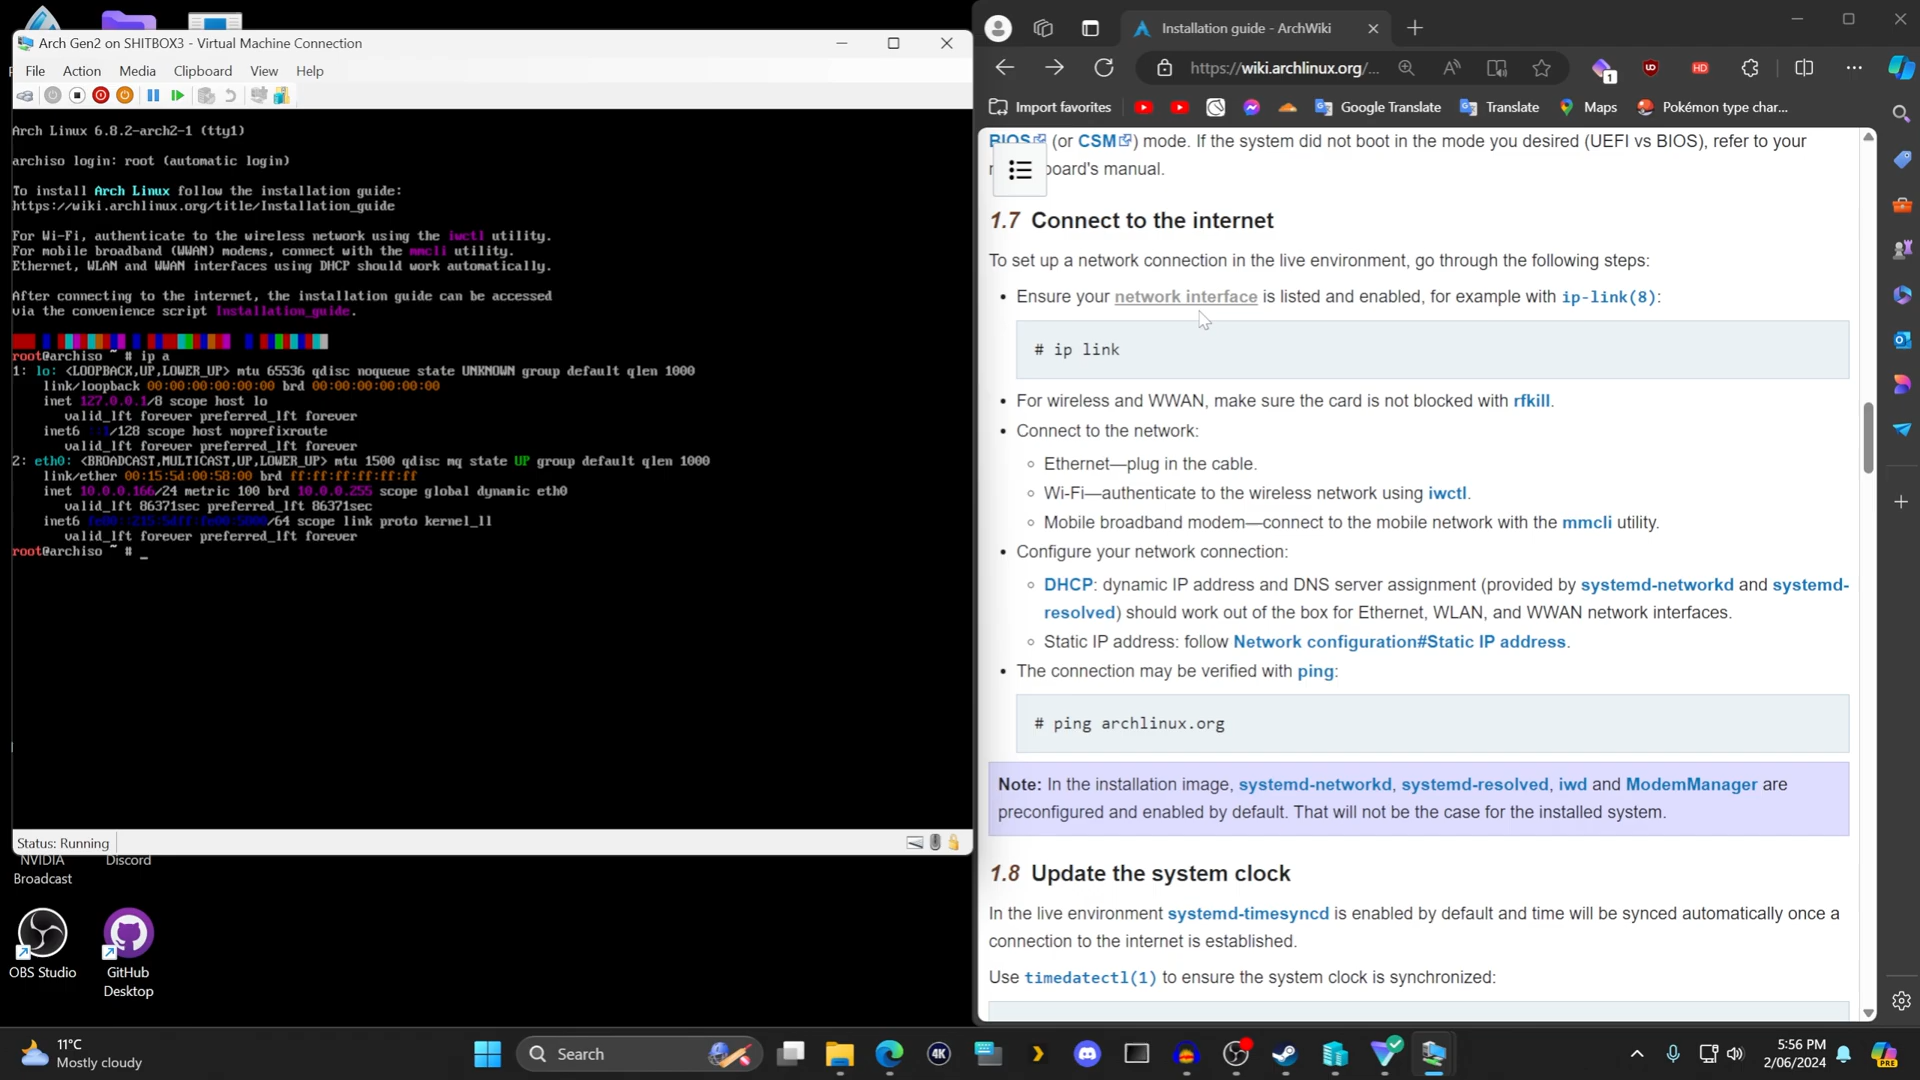 Arch Gen2 on SHITBOX3 - Virtual Machine Connection
File Action Media Clipboard View Help
Arch Linux 6.8.2-arch2-1 (tty1)
archiso login: root (automatic login)
To install Arch Linux follow the installation guide:
https://wiki.archlinux.org/title/Installation_guide
For Wi-Fi, authenticate to the wireless network using the iwctl utility.
For mobile broadband (WWAN) modems, connect with the mmcli utility.
Ethernet, WLAN and WWAN interfaces using DHCP should work automatically.
After connecting to the internet, the installation guide can be accessed
via the convenience script Installation_guide.
root@archiso ~ # ip a
1: lo: <LOOPBACK,UP,LOWER_UP> mtu 65536 qdisc noqueue state UNKNOWN group default qlen 1000
link/loopback 00:00:00:00:00:00 brd 00:00:00:00:00:00
inet 127.0.0.1/8 scope host lo
valid_lft forever preferred_lft forever
inet6 ::1/128 scope host noprefixroute
valid_lft forever preferred_lft forever
2: eth0: <BROADCAST,MULTICAST,UP,LOWER_UP> mtu 1500 qdisc mq state UP group default qlen 1000
link/ether 00:15:5d:00:58:00 brd ff:ff:ff:ff:ff:ff
inet 10.0.0.166/24 metric 100 brd 10.0.0.255 scope global dynamic eth0
valid_lft 86371sec preferred_lft 86371sec
inet6 /64 scope link proto kernel_ll
valid_lft forever preferred_lft forever
root@archiso ~ # _
Status: Running
NVIDIA Broadcast
Discord
OBS Studio
GitHub Desktop
Installation guide - ArchWiki
https://wiki.archlinux.org/...
1
HD
Import favorites Google Translate Translate Maps Pokémon type char...
BIOS (or CSM) mode. If the system did not boot in the mode you desired (UEFI vs BIOS), refer to your
board's manual.
1.7 Connect to the internet
To set up a network connection in the live environment, go through the following steps:
• Ensure your network interface is listed and enabled, for example with ip-link(8):
# ip link
• For wireless and WWAN, make sure the card is not blocked with rfkill.
• Connect to the network:
◦ Ethernet—plug in the cable.
◦ Wi-Fi—authenticate to the wireless network using iwctl.
◦ Mobile broadband modem—connect to the mobile network with the mmcli utility.
• Configure your network connection:
◦ DHCP: dynamic IP address and DNS server assignment (provided by systemd-networkd and systemd-
resolved) should work out of the box for Ethernet, WLAN, and WWAN network interfaces.
◦ Static IP address: follow Network configuration#Static IP address.
• The connection may be verified with ping:
# ping archlinux.org
Note: In the installation image, systemd-networkd, systemd-resolved, iwd and ModemManager are
preconfigured and enabled by default. That will not be the case for the installed system.
1.8 Update the system clock
In the live environment systemd-timesyncd is enabled by default and time will be synced automatically once a
connection to the internet is established.
Use timedatectl(1) to ensure the system clock is synchronized:
11°C
Mostly cloudy
Search
4K
5:56 PM
2/06/2024
PRE